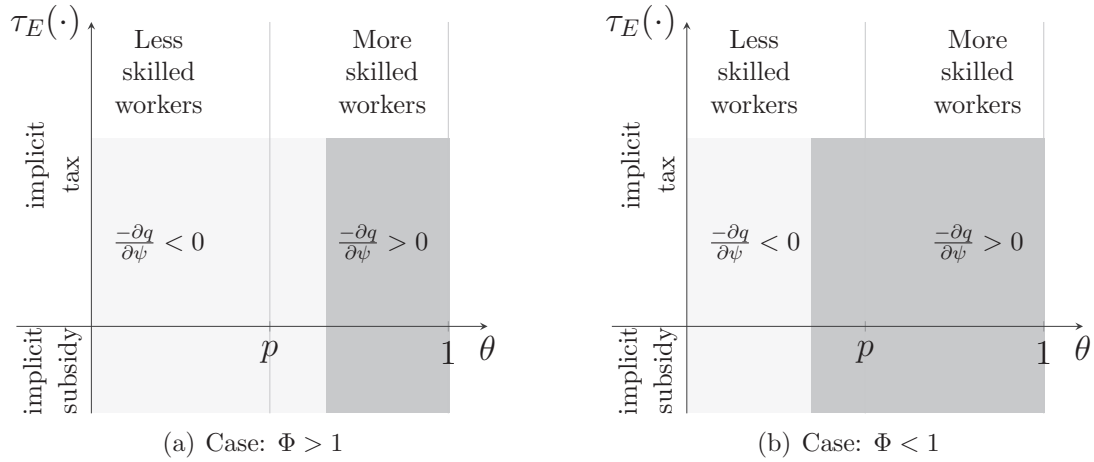 τ_E(·)
Less
skilled
workers
More
skilled
workers
implicit
tax
−∂q/∂ψ < 0
−∂q/∂ψ > 0
implicit
subsidy
p
1
θ
(a) Case: Φ > 1
τ_E(·)
Less
skilled
workers
More
skilled
workers
implicit
tax
−∂q/∂ψ < 0
−∂q/∂ψ > 0
implicit
subsidy
p
1
θ
(b) Case: Φ < 1